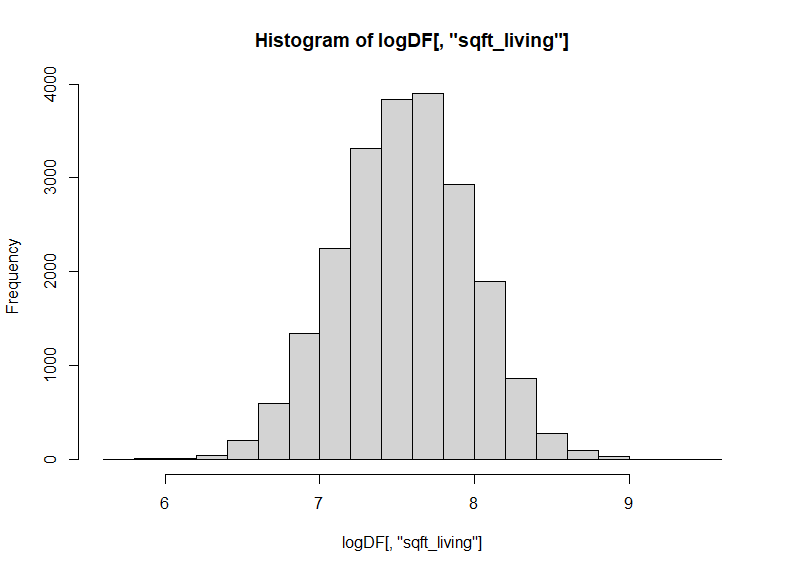 Histogram of logDF[, "sqft_living"]
Frequency
4000
3000
2000
1000
0
6 7 8 9
logDF[, "sqft_living"]